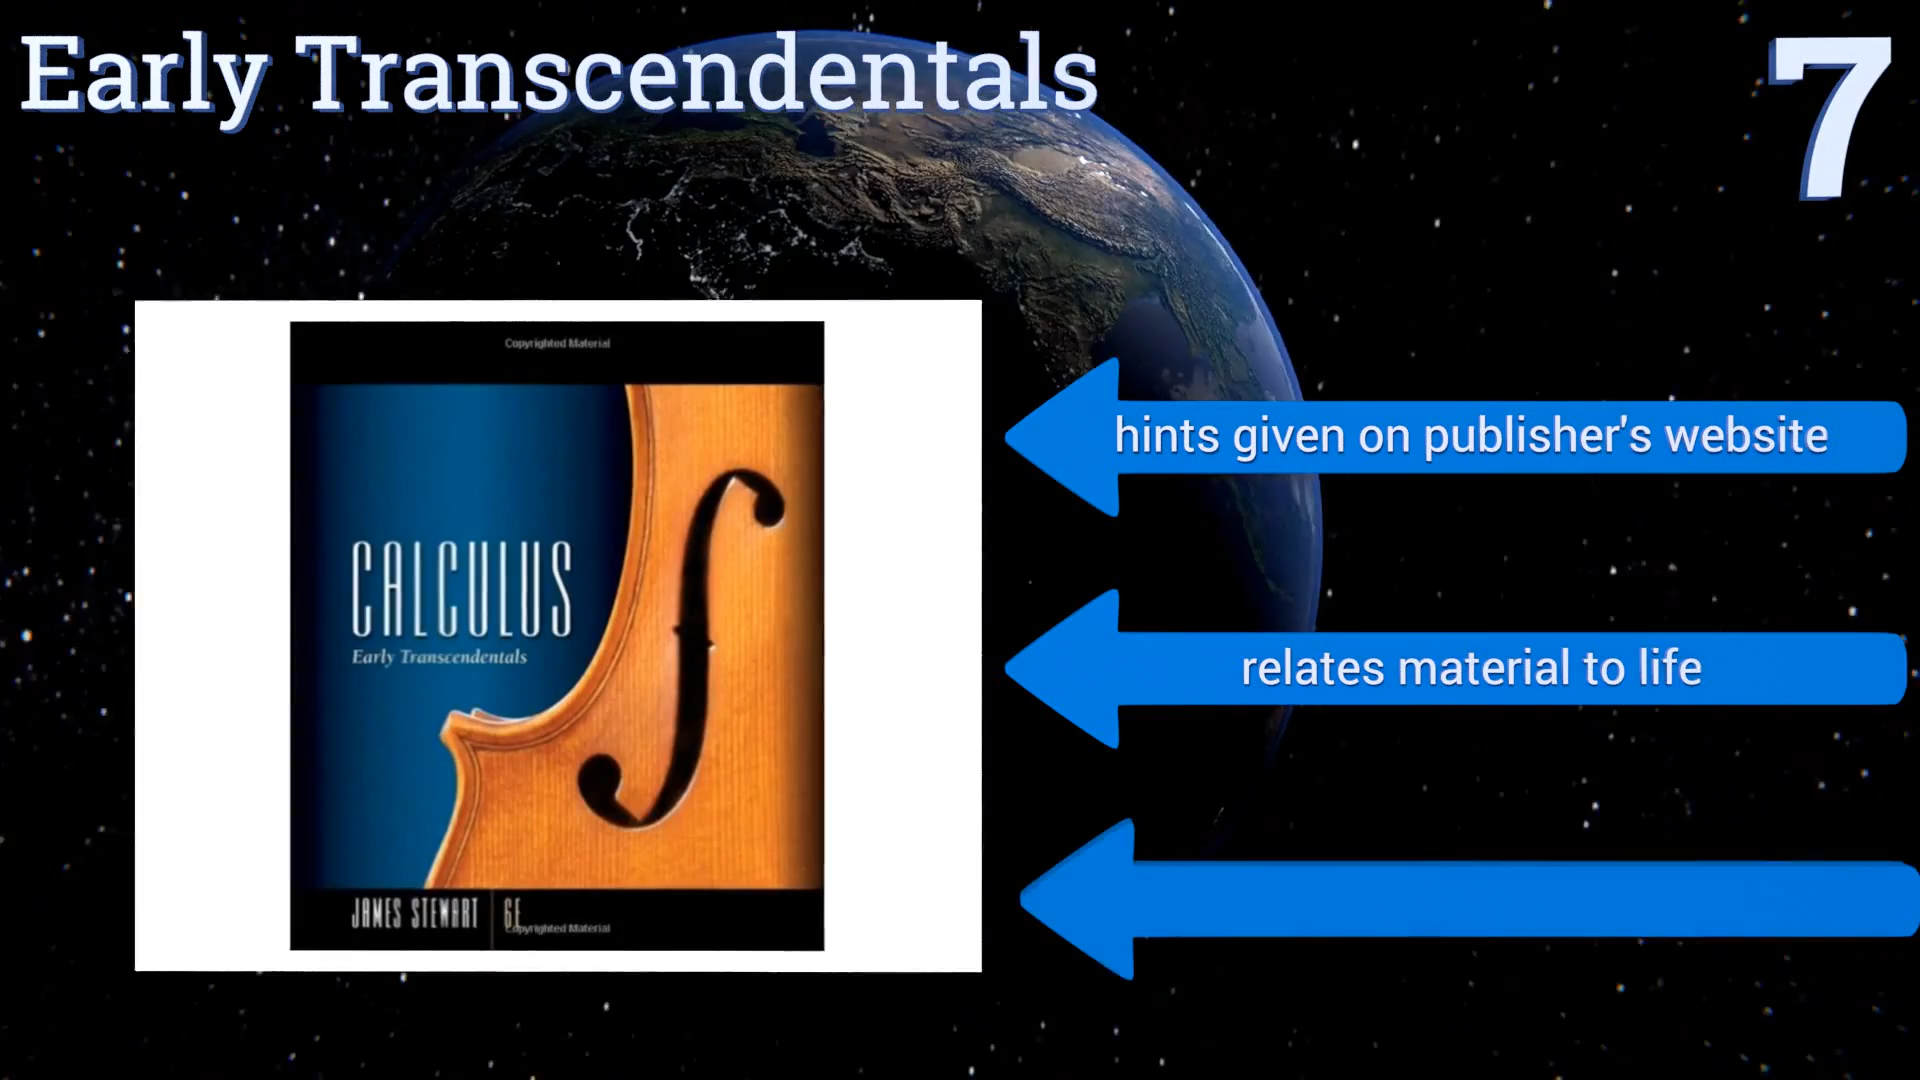 Early Transcendentals
7
Copyrighted Material
CALCULUS
Early Transcendentals
JAMES STEWART
6E
Copyrighted Material
hints given on publisher's website
relates material to life